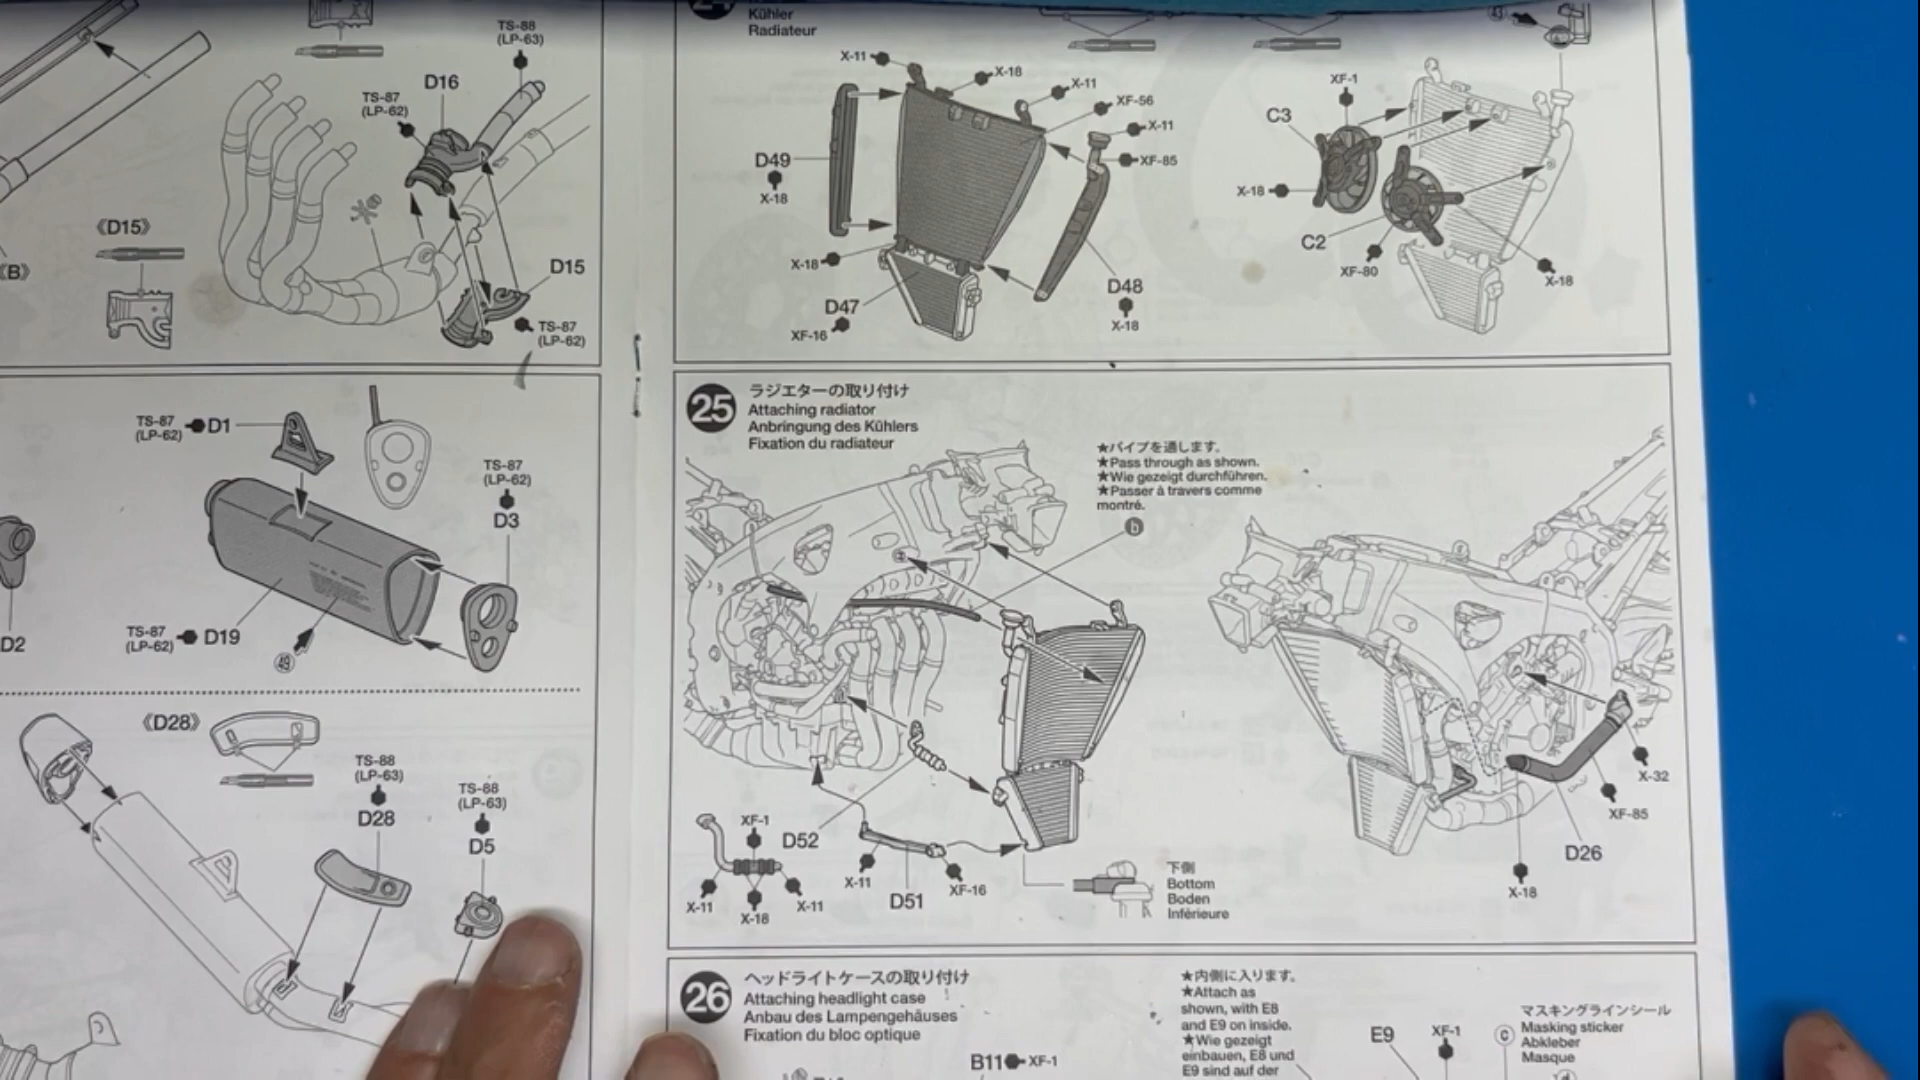 TS-88
(LP-63)
D16
TS-87
(LP-62)
《D15》
《B》
D15
TS-87
(LP-62)
TS-87
(LP-62)
D1
TS-87
(LP-62)
D3
TS-87
(LP-62)
D19
49
D2
《D28》
TS-88
(LP-63)
D28
TS-88
(LP-63)
D5
Kühler
Radiateur
X-11
X-18
X-11
XF-56
X-11
XF-85
D49
X-18
X-18
D47
XF-16
D48
X-18
43
XF-1
C3
X-18
C2
XF-80
X-18
25
ラジエターの取り付け
Attaching radiator
Anbringung des Kühlers
Fixation du radiateur
★パイプを通します。
★Pass through as shown.
★Wie gezeigt durchführen.
★Passer à travers comme
montré.
b
XF-1
D52
X-11
X-18
X-11
X-11
D51
XF-16
下側
Bottom
Boden
Inférieure
X-32
XF-85
D26
X-18
26
ヘッドライトケースの取り付け
Attaching headlight case
Anbau des Lampengehäuses
Fixation du bloc optique
B11
XF-1
★内側に入ります。
★Attach as
shown, with E8
and E9 on inside.
★Wie gezeigt
einbauen, E8 und
E9 sind auf der
E9
XF-1
c
マスキングラインシール
Masking sticker
Abkleber
Masque
d